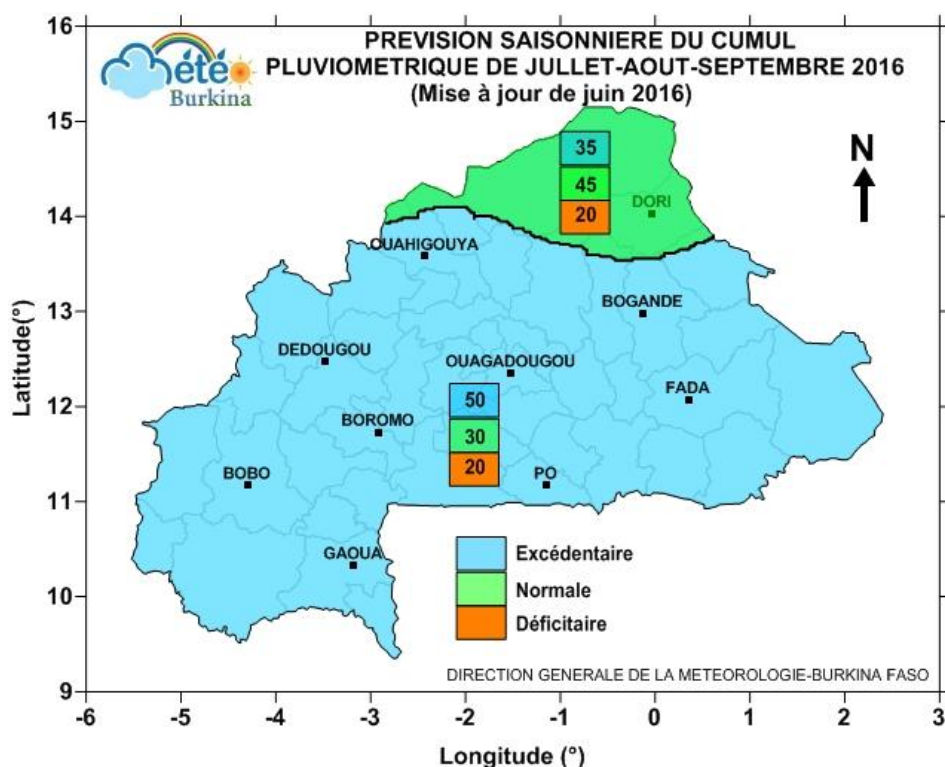 Météo
Burkina
PREVISION SAISONNIERE DU CUMUL
PLUVIOMETRIQUE DE JULLET-AOUT-SEPTEMBRE 2016
(Mise à jour de juin 2016)
16
15
14
13
12
11
10
9
Latitude(°)
N
35
45
20
DORI
OUAHIGOUYA
BOGANDE
DEDOUGOU
OUAGADOUGOU
FADA
50
30
20
BOROMO
BOBO
PO
GAOUA
Excédentaire
Normale
Déficitaire
DIRECTION GENERALE DE LA METEOROLOGIE-BURKINA FASO
-6 -5 -4 -3 -2 -1 0 1 2 3
Longitude (°)